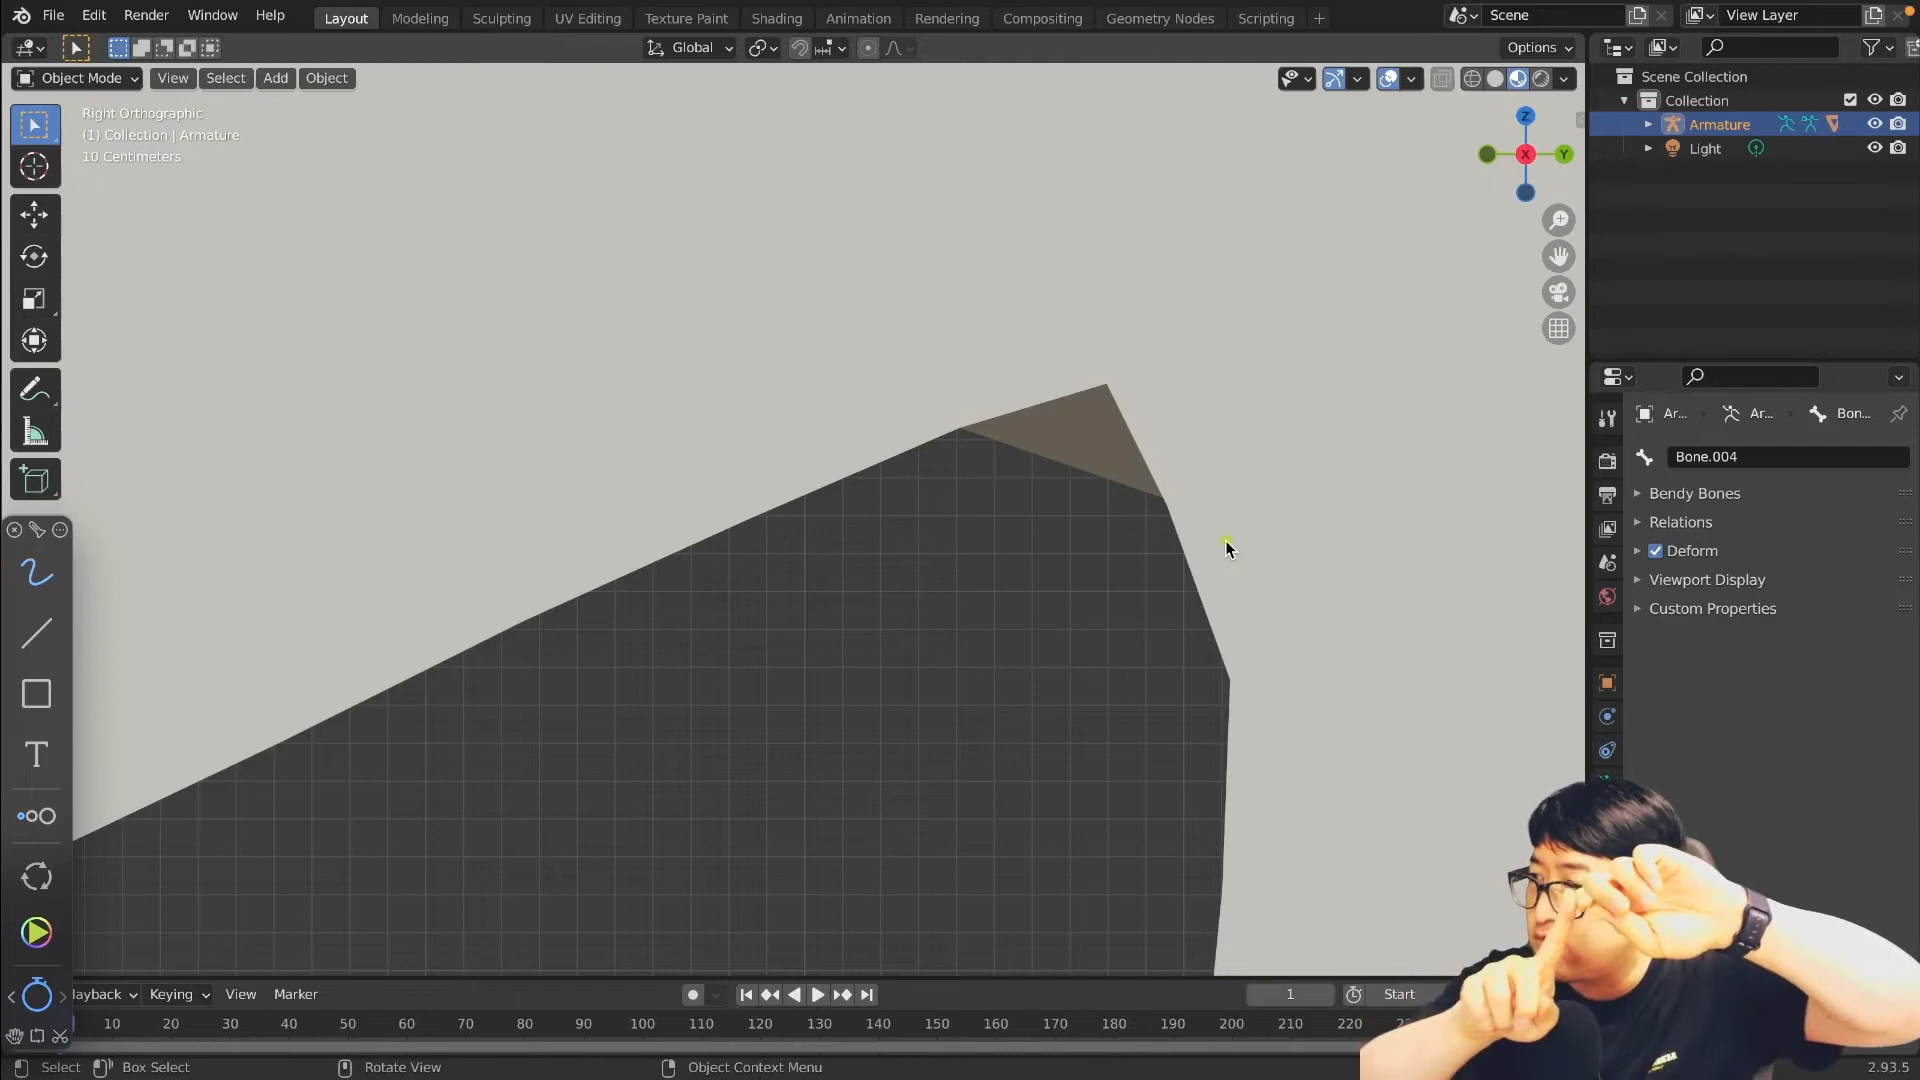 File Edit Render Window Help Layout Modeling Sculpting UV Editing Texture Paint Shading Animation Rendering Compositing Geometry Nodes Scripting + Scene View Layer
Global Options
Object Mode View Select Add Object
Right Orthographic
(1) Collection | Armature
10 Centimeters
Z
X
Y
Scene Collection
Collection
Armature
Light
Ar... Ar... Bon...
Bone.004
Bendy Bones
Relations
Deform
Viewport Display
Custom Properties
T
layback Keying View Marker 1 Start
10 20 30 40 50 60 70 80 90 100 110 120 130 140 150 160 170 180 190 200 210 220
Select Box Select Rotate View Object Context Menu 2.93.5